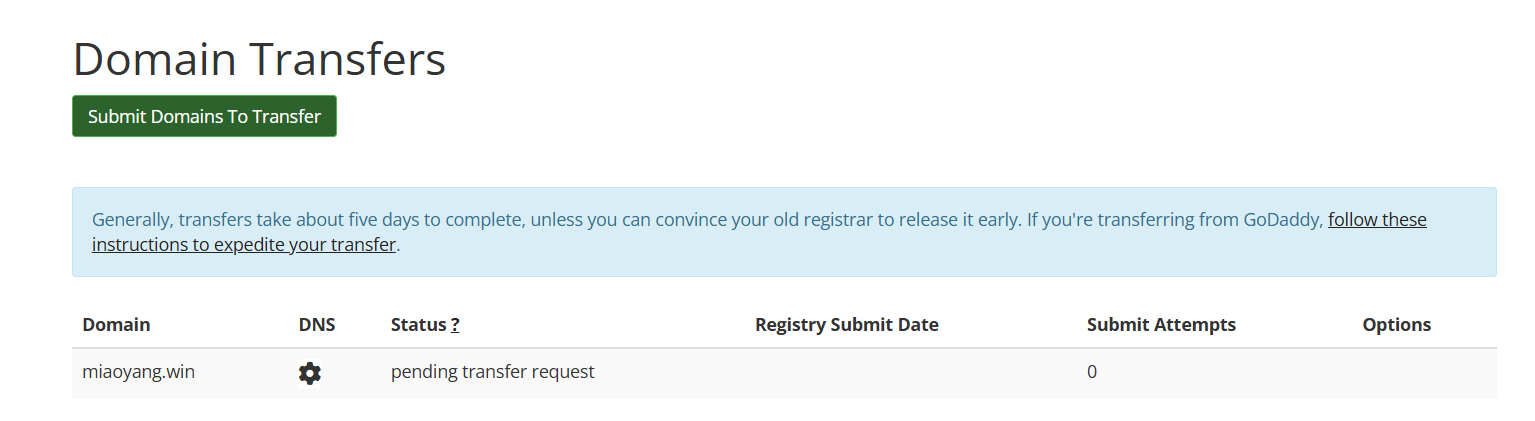 Domain Transfers
Submit Domains To Transfer
Generally, transfers take about five days to complete, unless you can convince your old registrar to release it early. If you're transferring from GoDaddy, follow these
instructions to expedite your transfer.
Domain DNS Status ? Registry Submit Date Submit Attempts Options
miaoyang.win pending transfer request 0